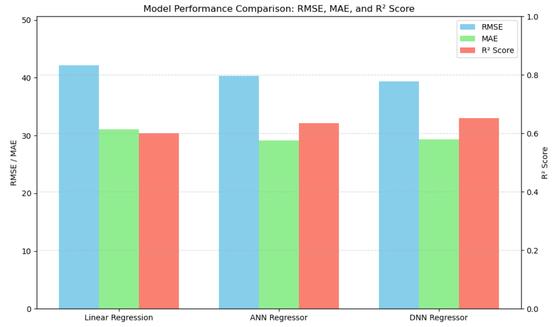 Model Performance Comparison: RMSE, MAE, and R² Score
50
40
30
20
10
0
RMSE / MAE
1.0
0.8
0.6
0.4
0.2
0.0
R² Score
RMSE
MAE
R² Score
Linear Regression
ANN Regressor
DNN Regressor